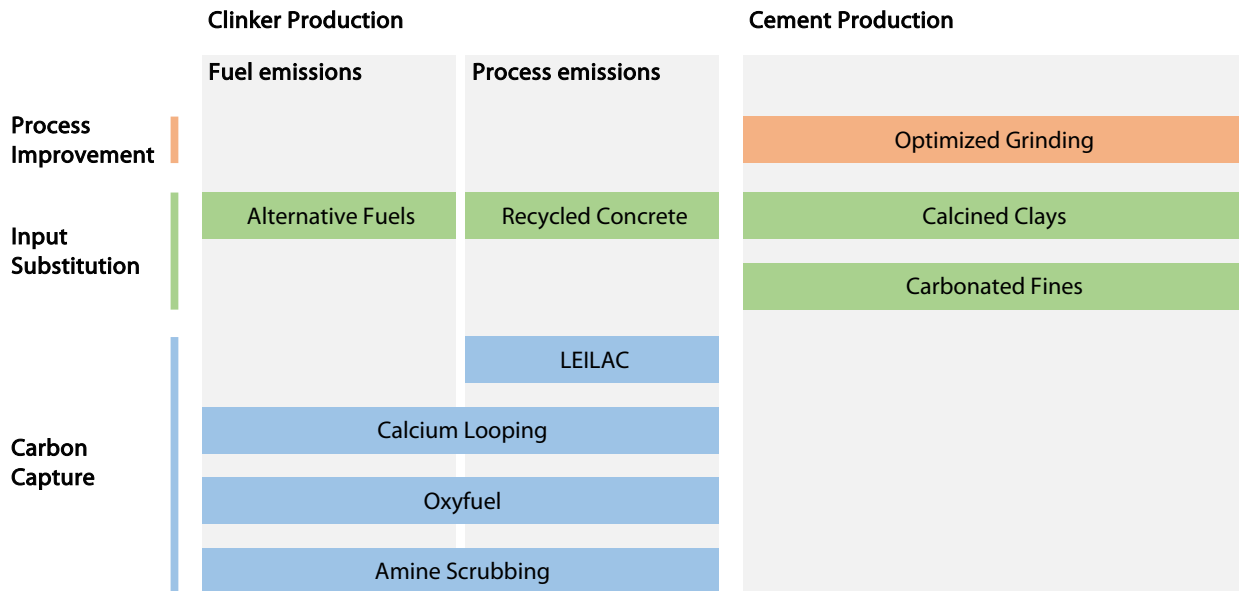 Clinker Production
Cement Production
Fuel emissions
Process emissions
Process
Improvement
Optimized Grinding
Input
Substitution
Alternative Fuels
Recycled Concrete
Calcined Clays
Carbonated Fines
Carbon
Capture
LEILAC
Calcium Looping
Oxyfuel
Amine Scrubbing